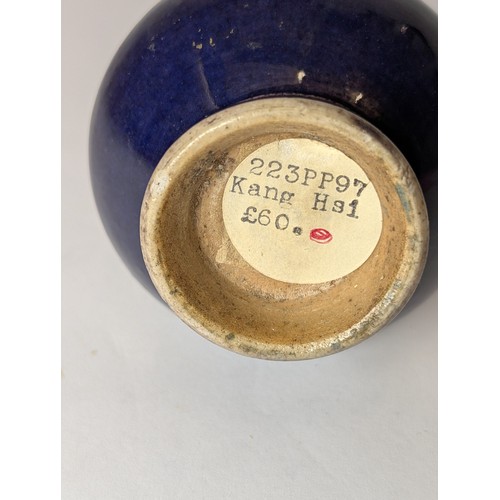 223PP97
Kang Hsi
£60.